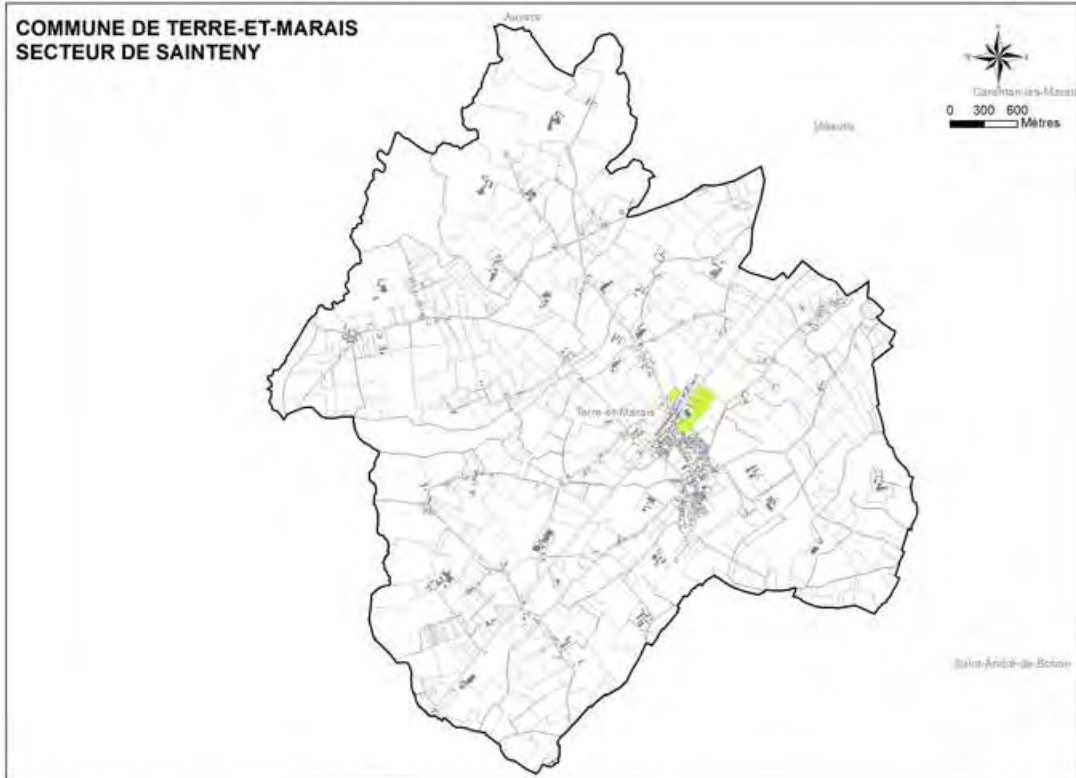 COMMUNE DE TERRE-ET-MARAIS
SECTEUR DE SAINTENY
Auvers
Carentan-les-Marais
0 300 600
Mètres
Méautis
Terre-et-Marais
Saint-André-de-Bohon